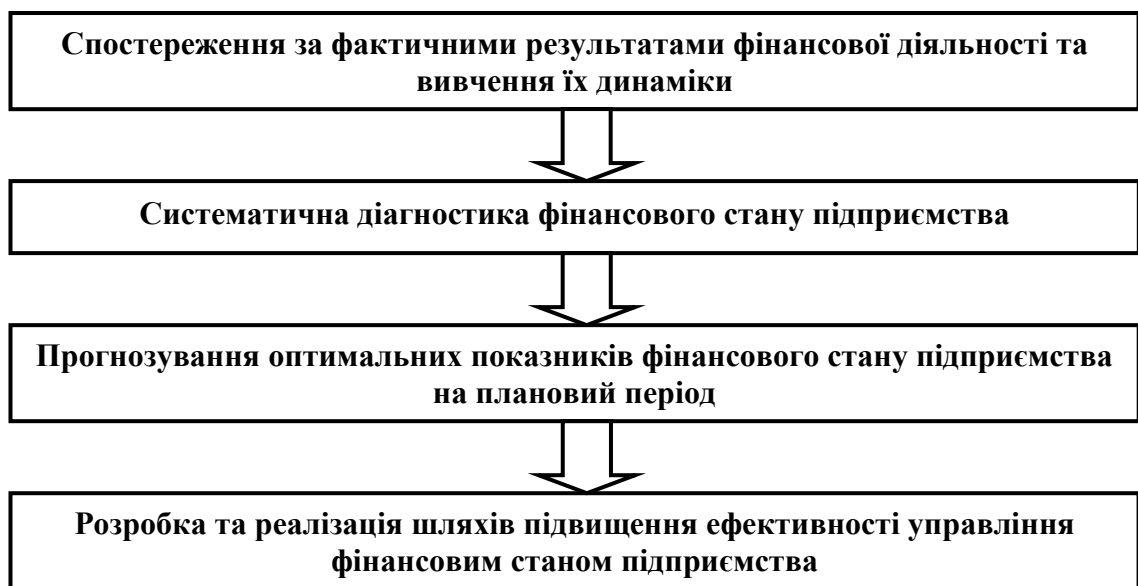 Спостереження за фактичними результатами фінансової діяльності та
вивчення їх динаміки
Систематична діагностика фінансового стану підприємства
Прогнозування оптимальних показників фінансового стану підприємства
на плановий період
Розробка та реалізація шляхів підвищення ефективності управління
фінансовим станом підприємства